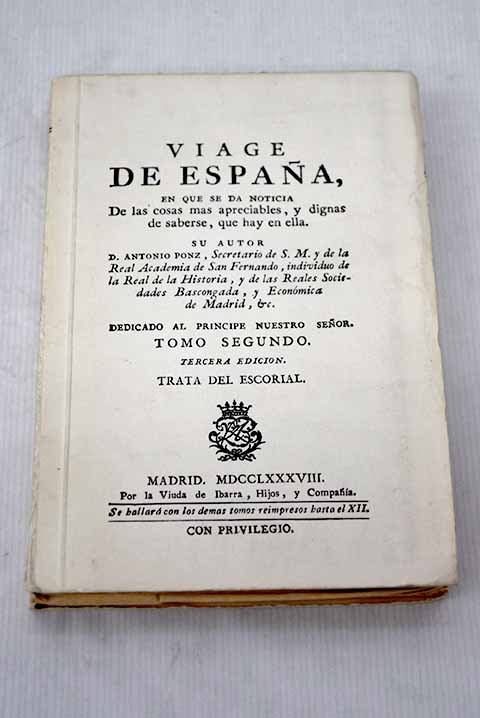 VIAGE
DE ESPAÑA,
EN QUE SE DA NOTICIA
De las cosas mas apreciables, y dignas
de saberse, que hay en ella.
SU AUTOR
D. ANTONIO PONZ, Secretario de S. M. y de la
Real Academia de San Fernando, individuo de
la Real de la Historia, y de las Reales Socie-
dades Bascongada, y Económica
de Madrid, &c.
DEDICADO AL PRINCIPE NUESTRO SEÑOR.
TOMO SEGUNDO.
TERCERA EDICION.
TRATA DEL ESCORIAL.
MADRID. MDCCLXXXVIII.
Por la Viuda de Ibarra, Hijos, y Compañía.
Se hallará con los demas tomos reimpresos hasta el XII.
CON PRIVILEGIO.